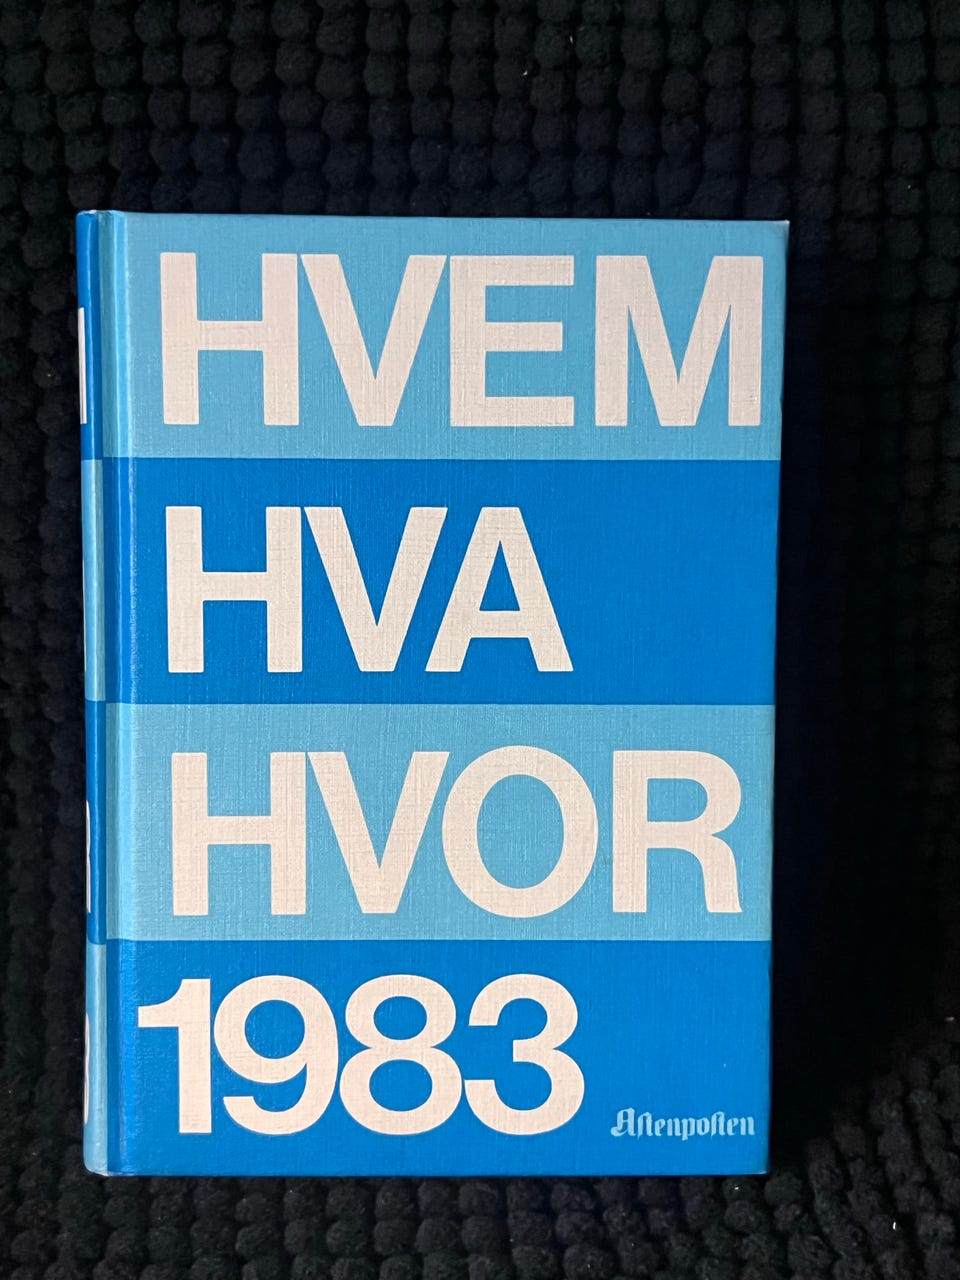 HVEM
HVA
HVOR
1983
Aftenposten